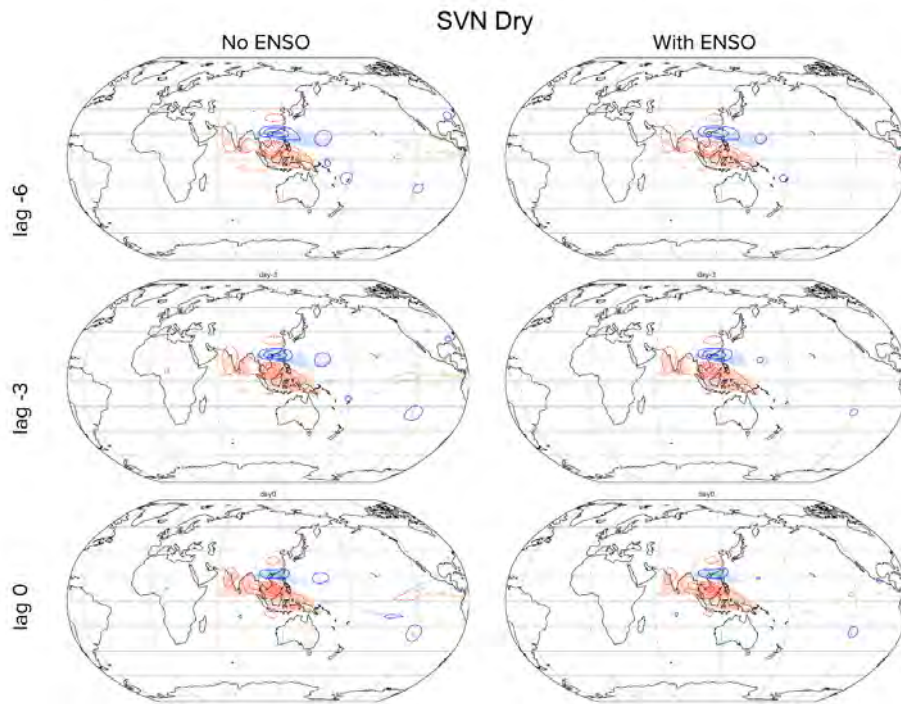 SVN Dry
No ENSO
With ENSO
lag -6
day-3
day-3
lag -3
day0
day0
lag 0